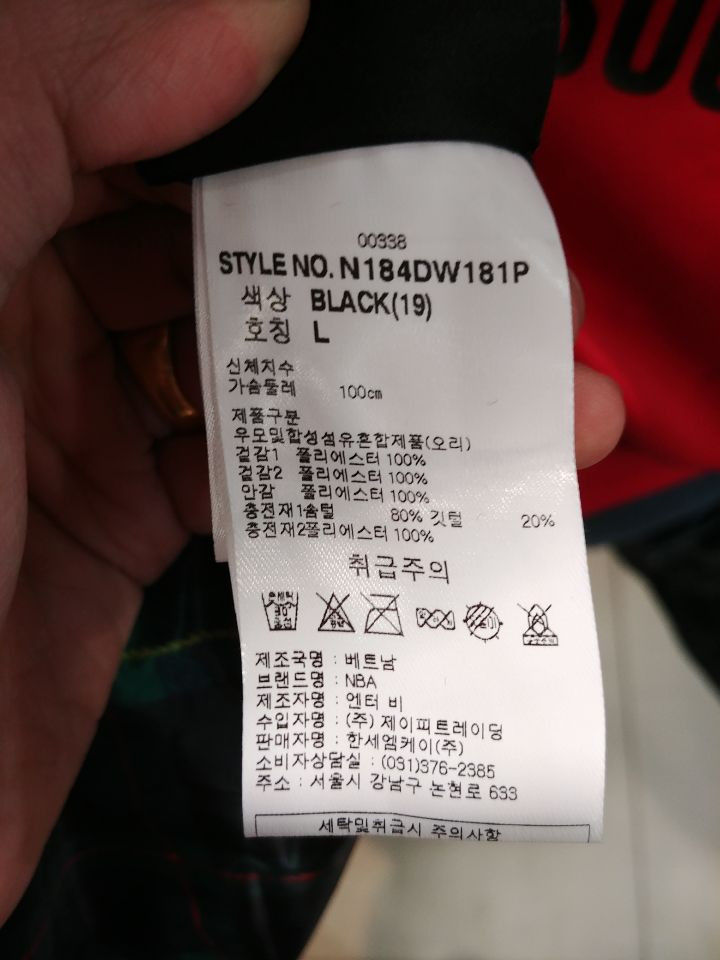 00338
STYLE NO. N184DW181P
색상 BLACK(19)
호칭 L
신체치수
가슴둘레 100cm
제품구분
우모및합성섬유혼합제품(오리)
겉감1 폴리에스터 100%
겉감2 폴리에스터 100%
안감 폴리에스터 100%
충전재1솜털 80% 깃털 20%
충전재2폴리에스터 100%
취급주의
30
제조국명 : 베트남
브랜드명 : NBA
제조자명 : 엔터 비
수입자명 : (주) 제이피트레이딩
판매자명 : 한세엠케이(주)
소비자상담실 : (031)376-2385
주소 : 서울시 강남구 논현로 633
세탁및취급시 주의사항